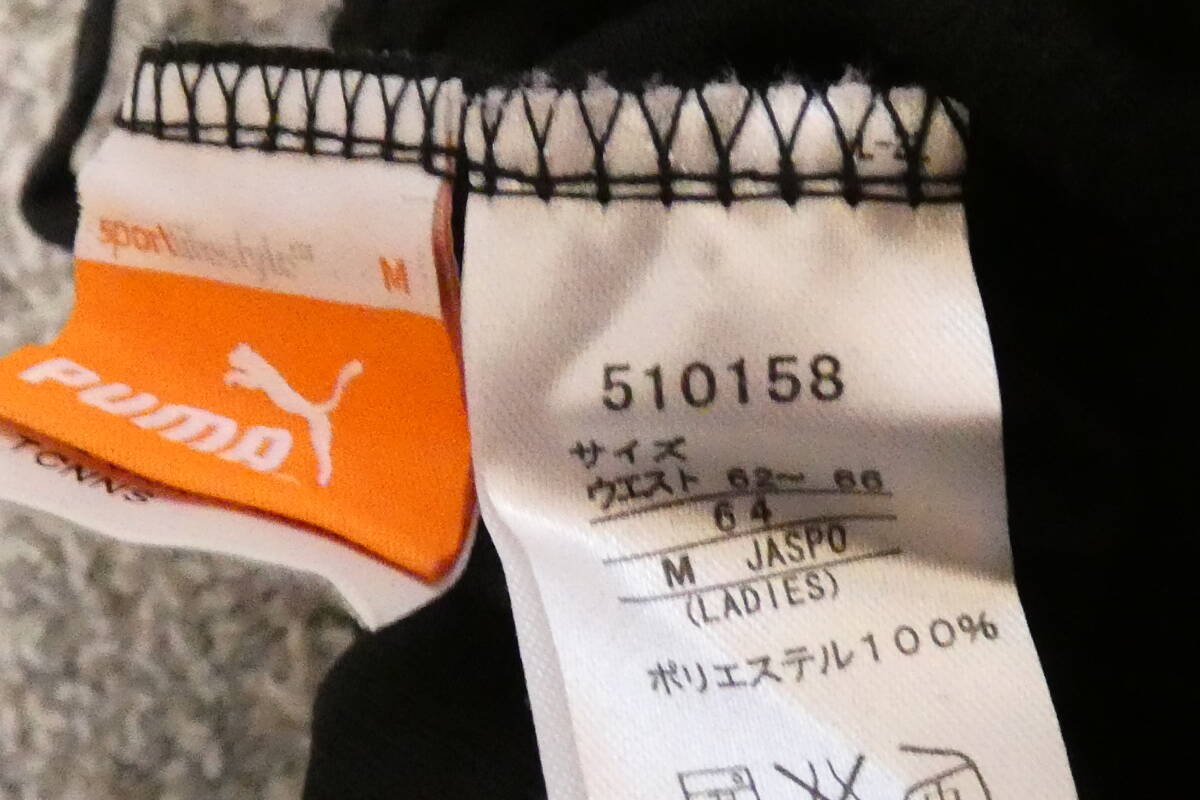 sportlifestyle
M
PUMA
TCNNS
510158
サイズ
ウエスト 62〜 66
64
M JASPO
(LADIES)
ポリエステル100%